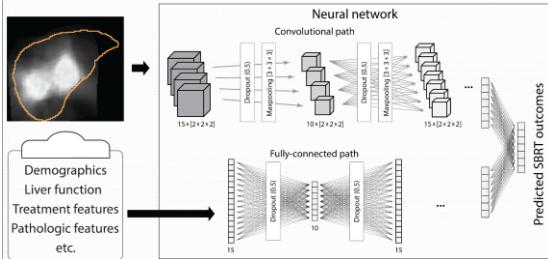 Neural network
Convolutional path
Dropout (0.5)
Maxpooling [3 × 3 × 3]
Dropout (0.5)
Maxpooling [3 × 3 × 3]
...
15×[2×2×2]
10×[2×2×2]
15×[2×2×2]
Fully-connected path
Demographics
Liver function
Treatment features
Pathologic features
etc.
Dropout (0.5)
Dropout (0.5)
...
15
10
15
Predicted SBRT outcomes